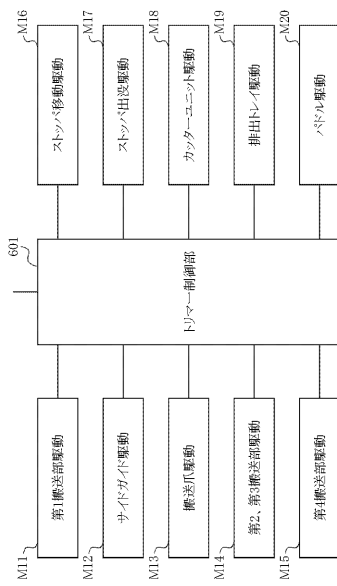 M11
第1搬送部駆動
M12
サイドガイド駆動
M13
搬送爪駆動
M14
第2、第3搬送部駆動
M15
第4搬送部駆動
601
トリマー制御部
M16
ストッパ移動駆動
M17
ストッパ出没駆動
M18
カッターユニット駆動
M19
排出トレイ駆動
M20
パドル駆動